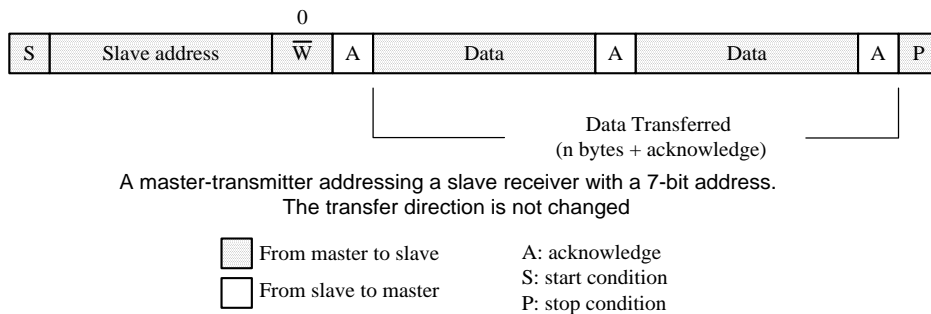 0
S Slave address W̅ A Data A Data A P
Data Transferred
(n bytes + acknowledge)
A master-transmitter addressing a slave receiver with a 7-bit address.
The transfer direction is not changed
From master to slave
From slave to master
A: acknowledge
S: start condition
P: stop condition